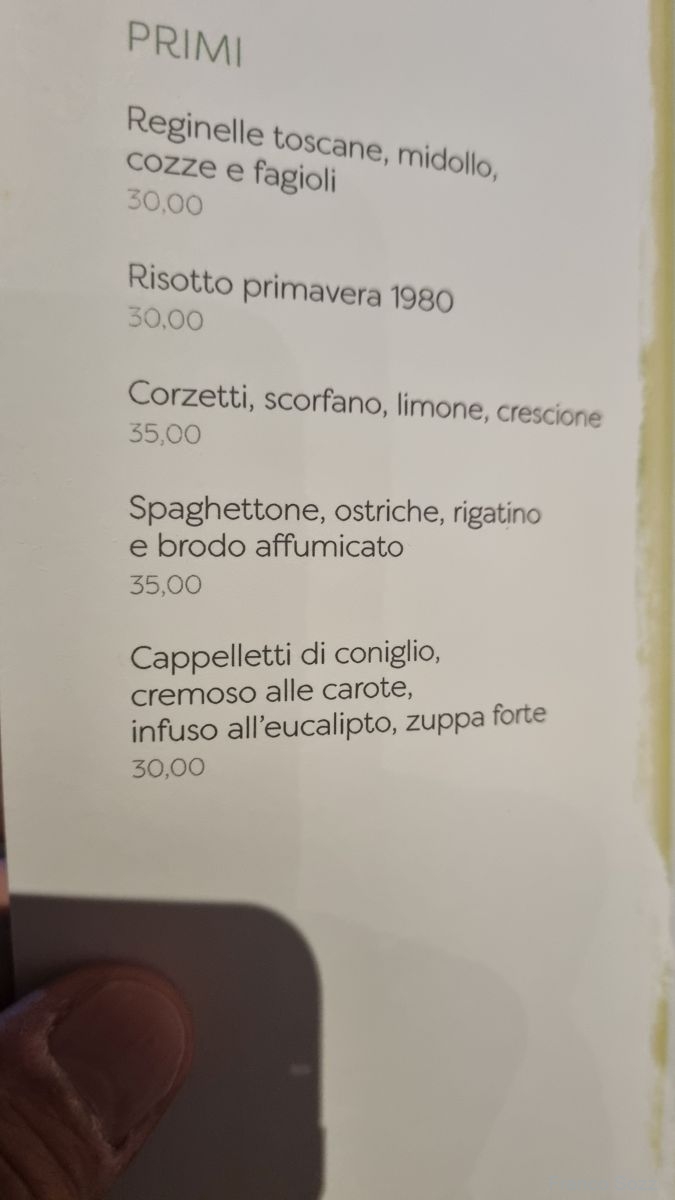 PRIMI
Reginelle toscane, midollo,
cozze e fagioli
30,00
Risotto primavera 1980
30,00
Corzetti, scorfano, limone, crescione
35,00
Spaghettone, ostriche, rigatino
e brodo affumicato
35,00
Cappelletti di coniglio,
cremoso alle carote,
infuso all'eucalipto, zuppa forte
30,00